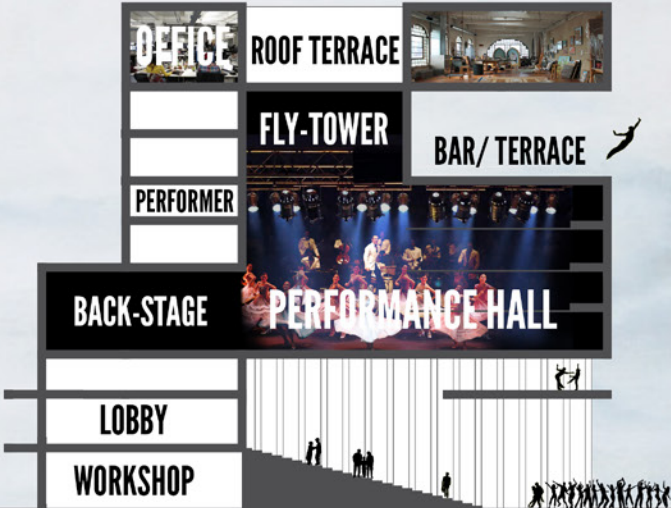 OFFICE
ROOF TERRACE
FLY-TOWER
BAR/ TERRACE
PERFORMER
BACK-STAGE
PERFORMANCE HALL
LOBBY
WORKSHOP